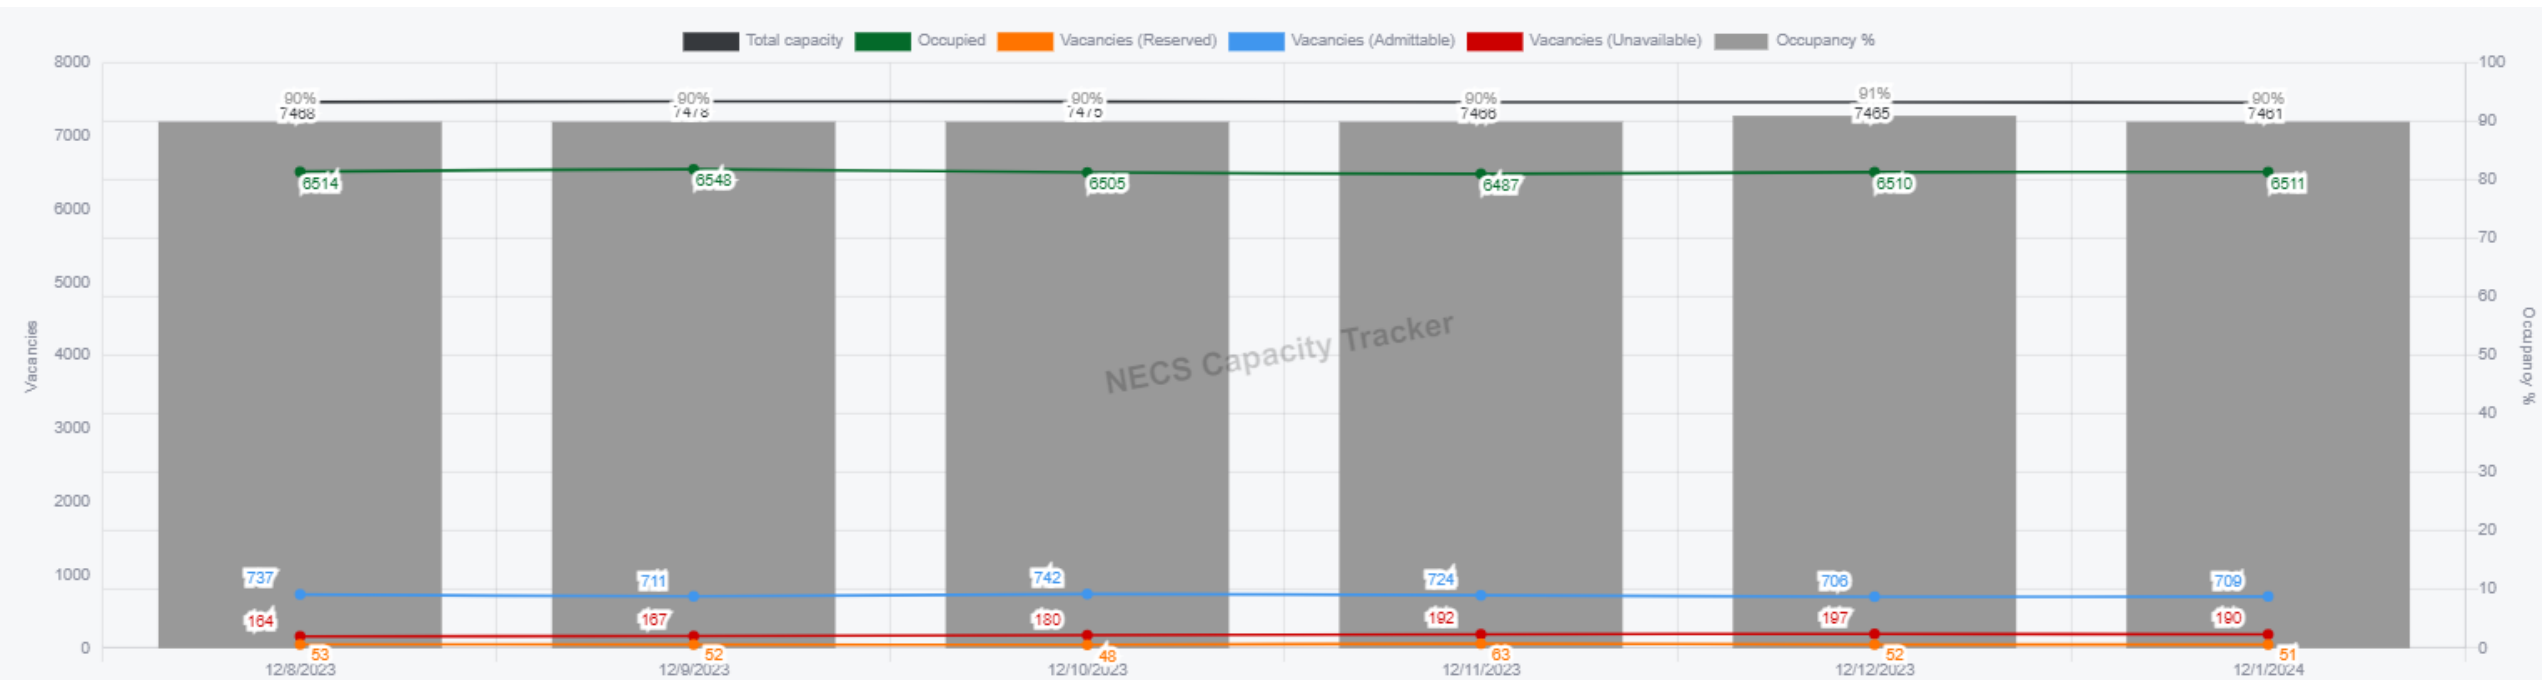 Total capacity Occupied Vacancies (Reserved) Vacancies (Admittable) Vacancies (Unavailable) Occupancy %
8000 100
90% 90% 90% 90% 91% 90%
7468 7478 7475 7466 7465 7461
7000 90
6514 6548 6505 6487 6510 6511
80
6000
70
5000
60
Vacancies
NECS Capacity Tracker
Occupancy %
4000 50
3000 40
30
2000
20
1000
737 711 742 724 706 709
10
164 167 180 192 197 190
0 0
53 52 48 63 52 51
12/8/2023 12/9/2023 12/10/2023 12/11/2023 12/12/2023 12/1/2024